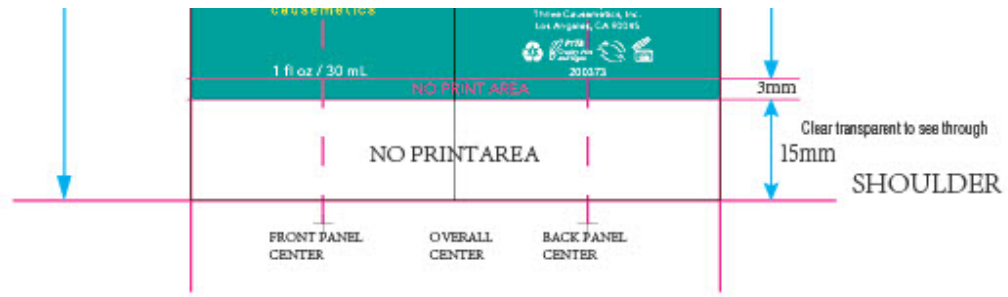 causemetics
Thrive Causemetics, Inc.
Los Angeles, CA 90045
1 fl oz / 30 mL
200373
NO PRINT AREA
3mm
Clear transparent to see through
NO PRINTAREA
15mm
SHOULDER
FRONT PANEL
CENTER
OVERALL
CENTER
BACK PANEL
CENTER